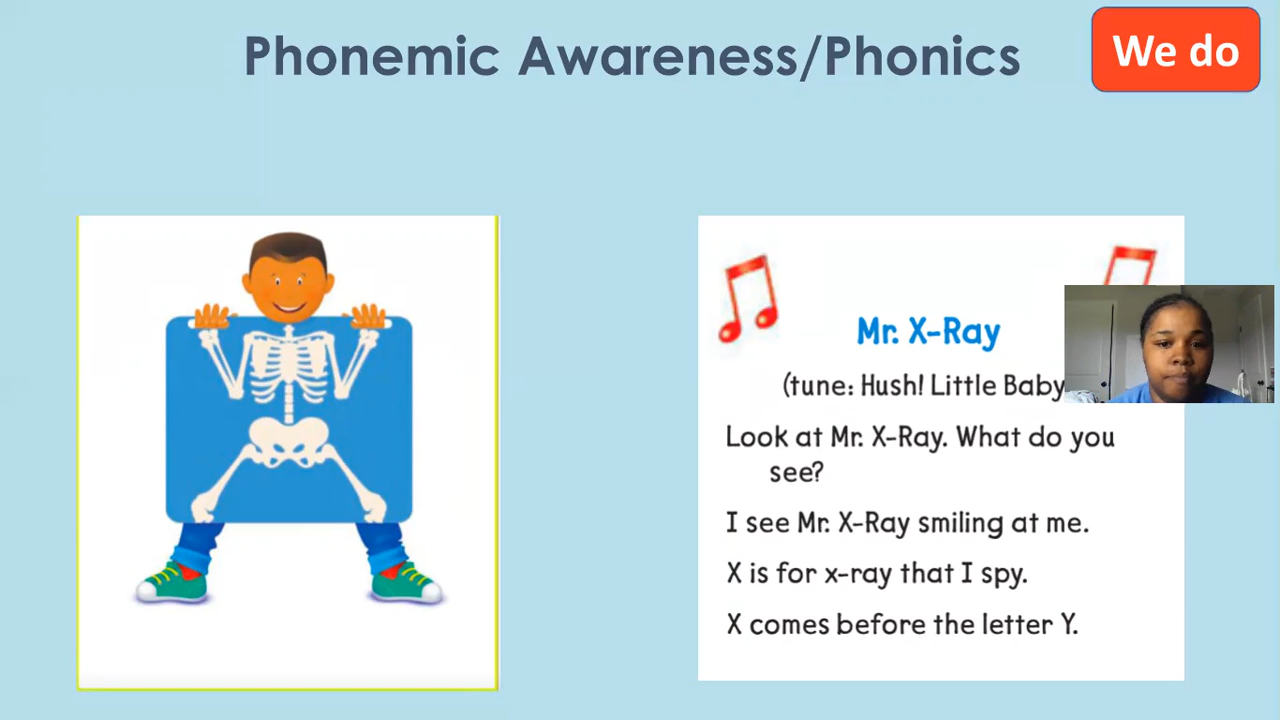 Phonemic Awareness/Phonics
We do
Mr. X-Ray
(tune: Hush! Little Baby
Look at Mr. X-Ray. What do you
see?
I see Mr. X-Ray smiling at me.
X is for x-ray that I spy.
X comes before the letter Y.